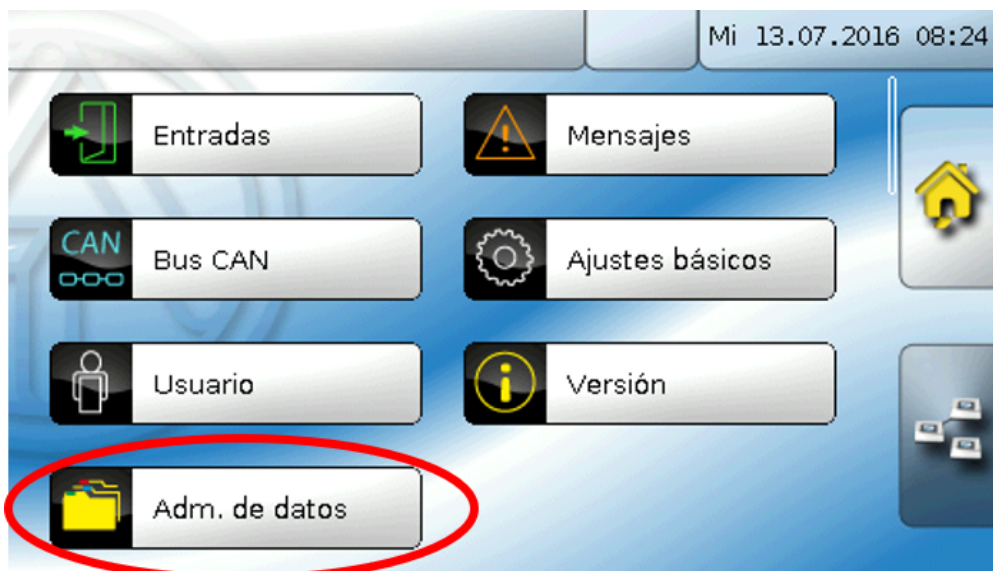 Mi 13.07.2016 08:24
Entradas
Mensajes
CAN
Bus CAN
Ajustes básicos
Usuario
Versión
Adm. de datos